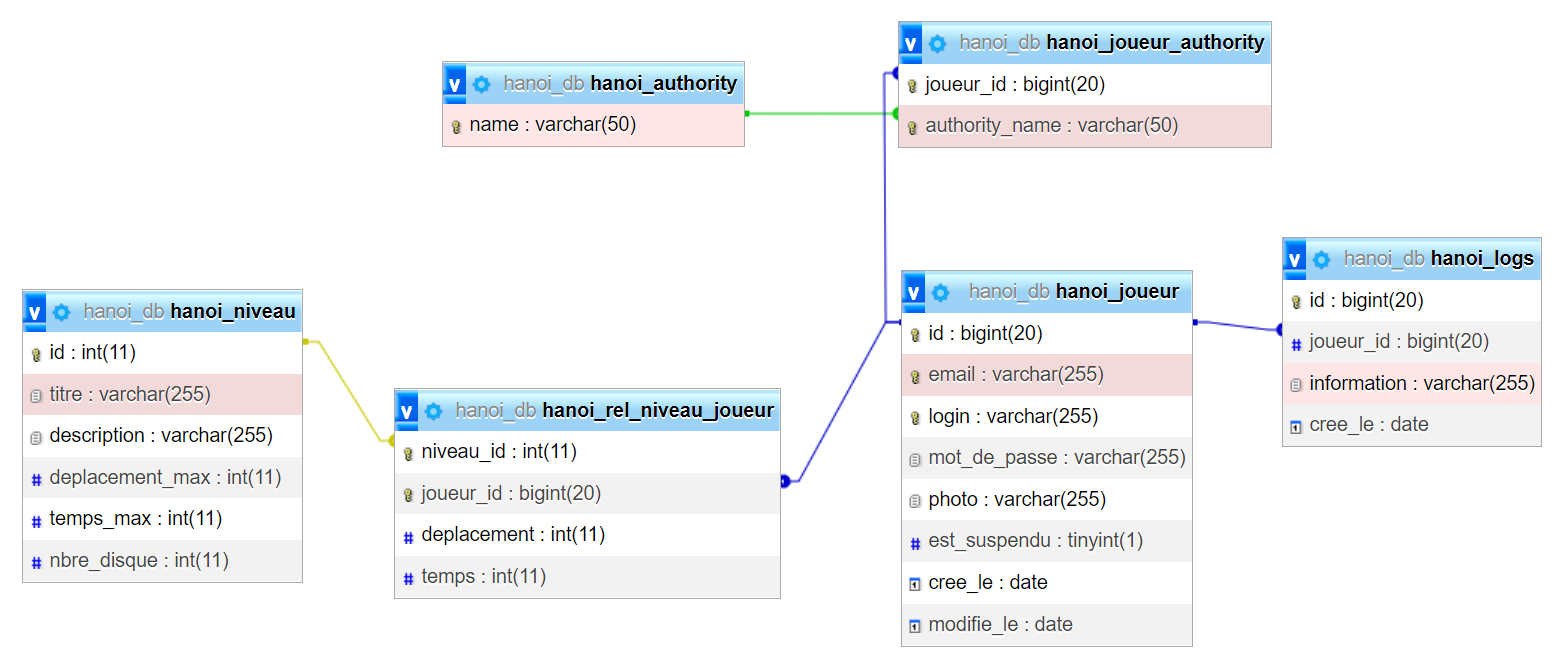 v hanoi_db hanoi_joueur_authority
joueur_id : bigint(20)
authority_name : varchar(50)
v hanoi_db hanoi_authority
name : varchar(50)
v hanoi_db hanoi_logs
id : bigint(20)
joueur_id : bigint(20)
information : varchar(255)
cree_le : date
v hanoi_db hanoi_joueur
id : bigint(20)
email : varchar(255)
login : varchar(255)
mot_de_passe : varchar(255)
photo : varchar(255)
est_suspendu : tinyint(1)
cree_le : date
modifie_le : date
v hanoi_db hanoi_niveau
id : int(11)
titre : varchar(255)
description : varchar(255)
deplacement_max : int(11)
temps_max : int(11)
nbre_disque : int(11)
v hanoi_db hanoi_rel_niveau_joueur
niveau_id : int(11)
joueur_id : bigint(20)
deplacement : int(11)
temps : int(11)